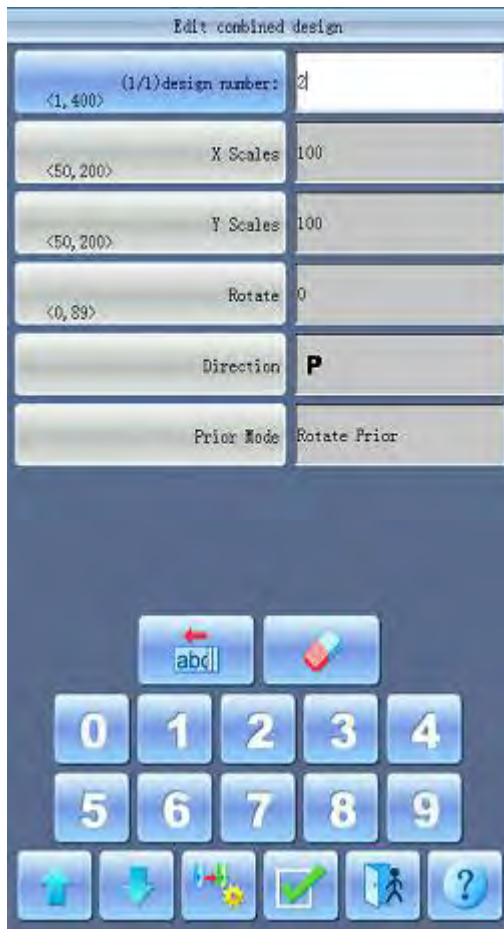 Edit combined design
(1/1)design number: 2
<1,400>
X Scales 100
<50,200>
Y Scales 100
<50,200>
Rotate 0
<0,89>
Direction P
Prior Mode Rotate Prior
abc
0 1 2 3 4
5 6 7 8 9
?